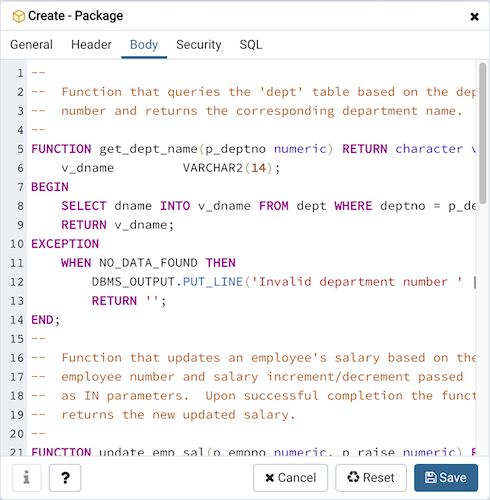 Create - Package
General Header Body Security SQL
1 --
2 --  Function that queries the 'dept' table based on the dep
3 --  number and returns the corresponding department name.
4 --
5 FUNCTION get_dept_name(p_deptno numeric) RETURN character v
6     v_dname         VARCHAR2(14);
7 BEGIN
8     SELECT dname INTO v_dname FROM dept WHERE deptno = p_de
9     RETURN v_dname;
10 EXCEPTION
11     WHEN NO_DATA_FOUND THEN
12         DBMS_OUTPUT.PUT_LINE('Invalid department number ' |
13         RETURN '';
14 END;
15 --
16 --  Function that updates an employee's salary based on the
17 --  employee number and salary increment/decrement passed
18 --  as IN parameters.  Upon successful completion the funct
19 --  returns the new updated salary.
20 --
21 FUNCTION update_emp_sal(p_empno numeric, p_raise numeric) R
i ? Cancel Reset Save